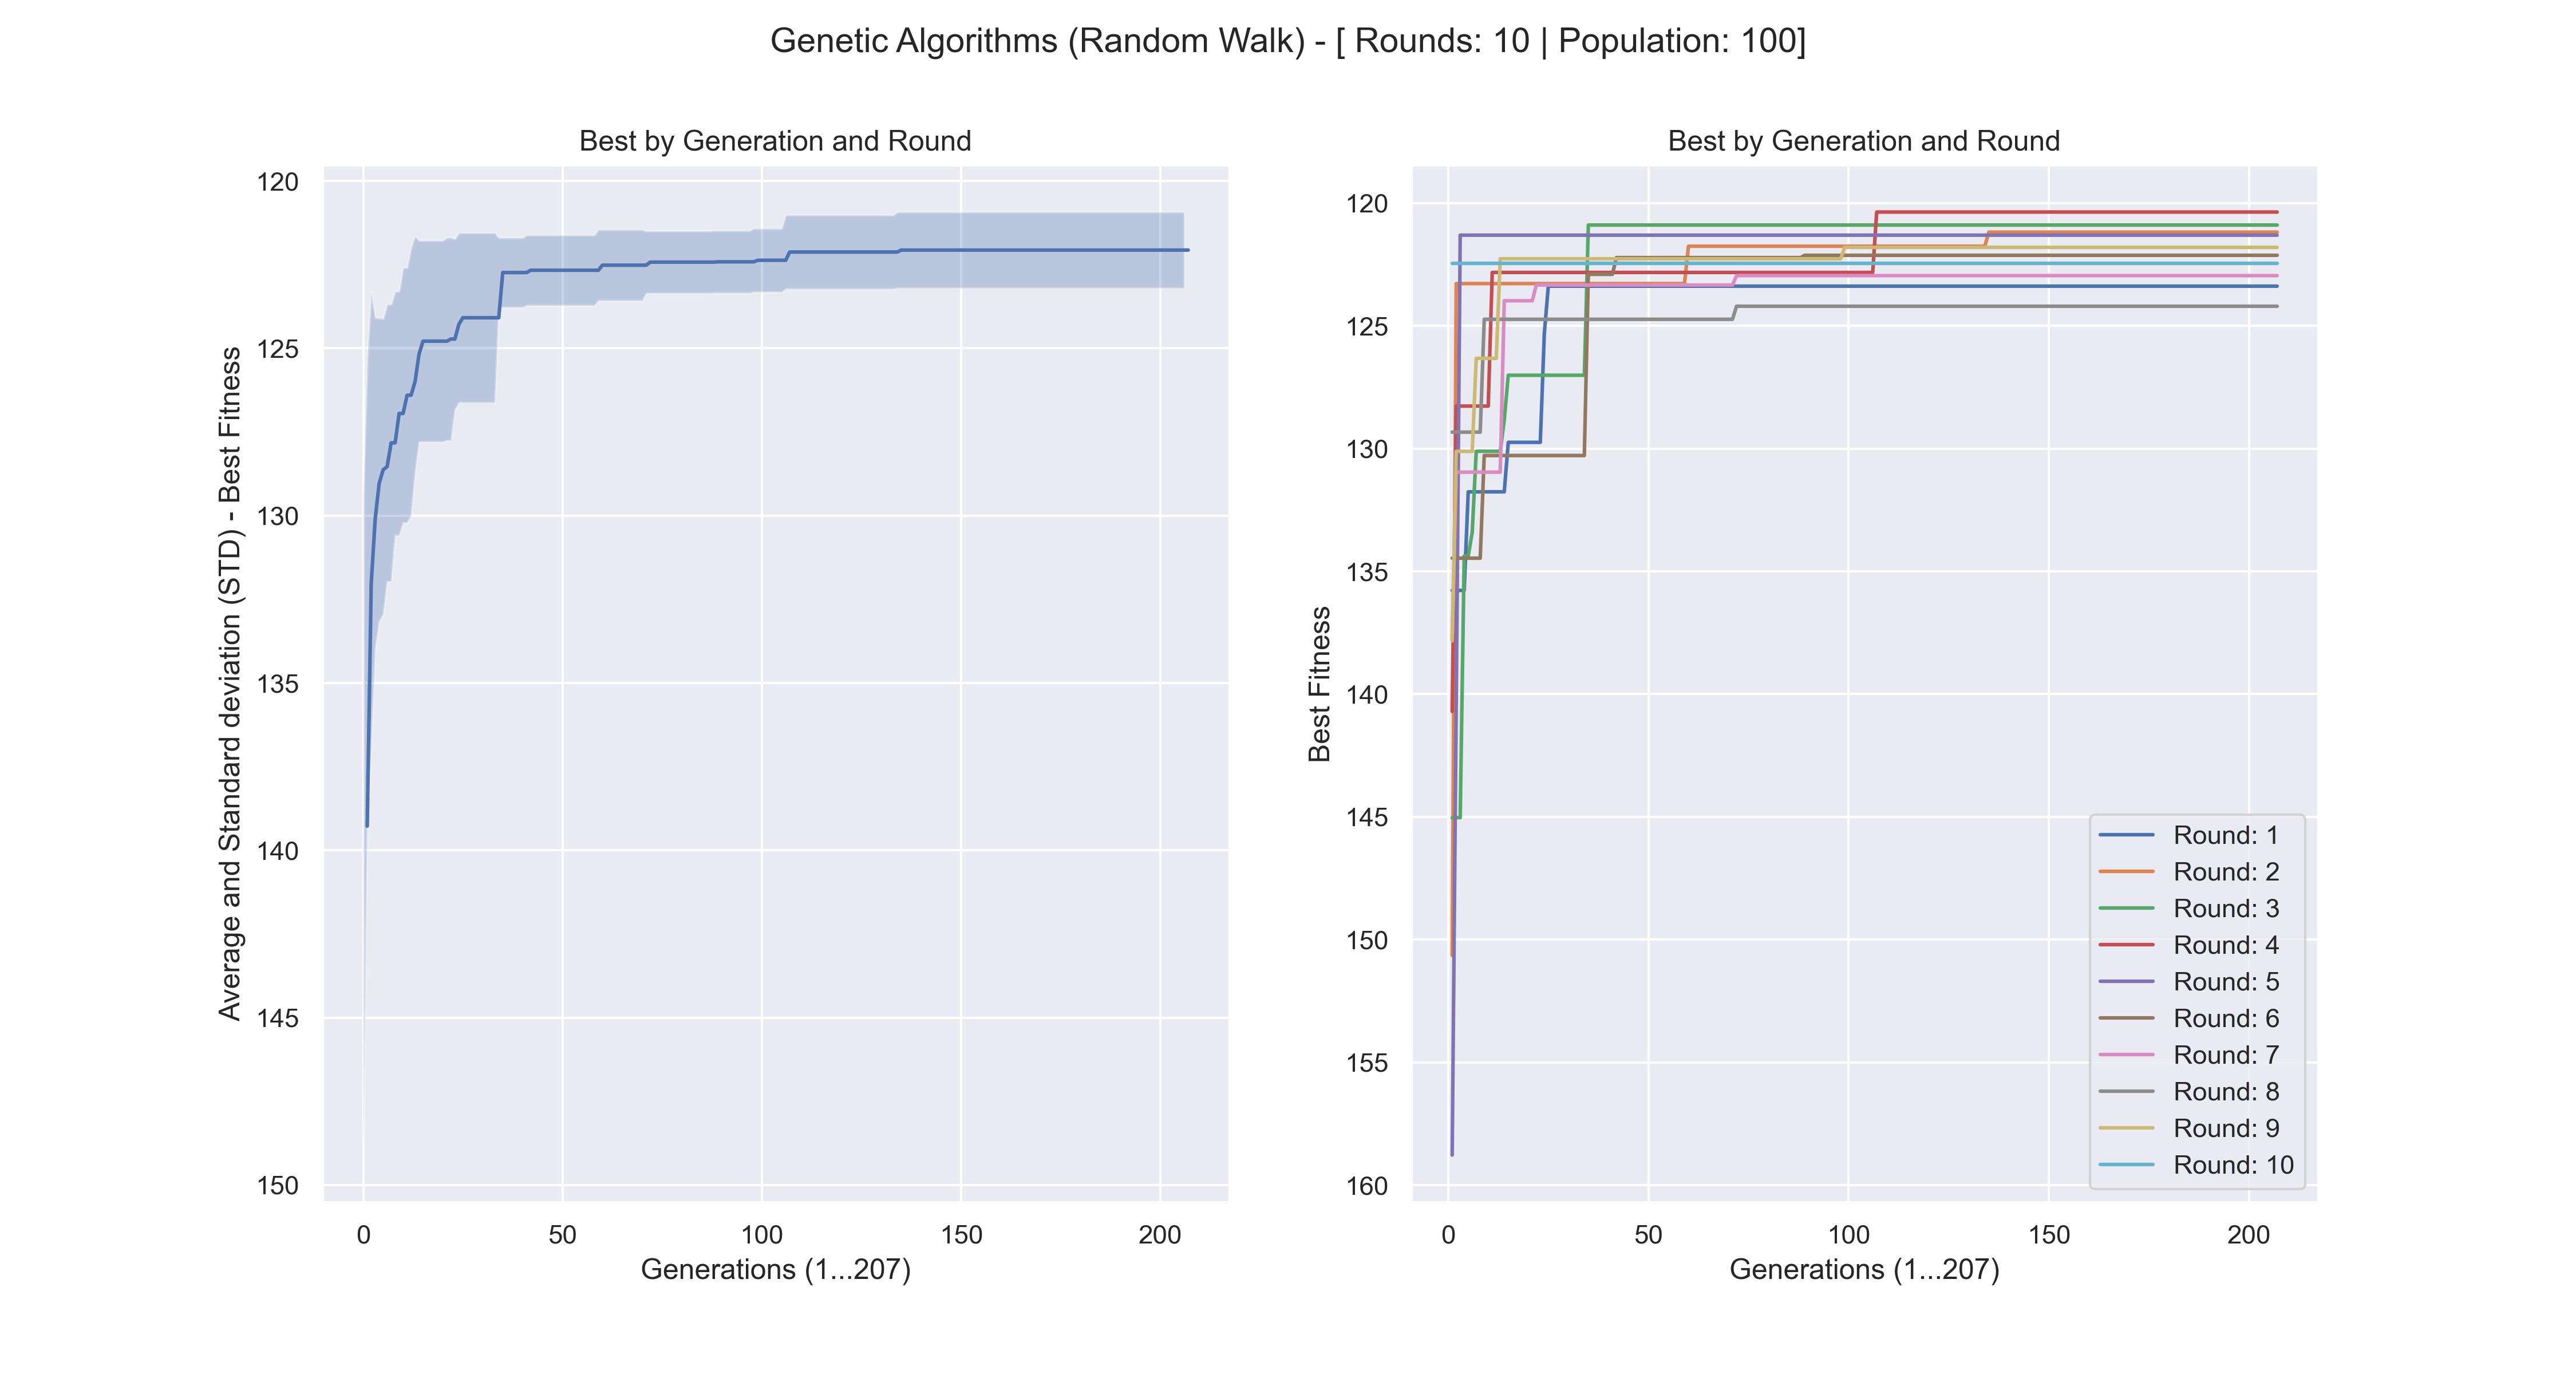 Genetic Algorithms (Random Walk) - [ Rounds: 10 | Population: 100]
Best by Generation and Round
120
125
130
135
140
145
150
Average and Standard deviation (STD) - Best Fitness
0 50 100 150 200
Generations (1...207)
Best by Generation and Round
120
125
130
135
140
145
150
155
160
Best Fitness
Round: 1
Round: 2
Round: 3
Round: 4
Round: 5
Round: 6
Round: 7
Round: 8
Round: 9
Round: 10
0 50 100 150 200
Generations (1...207)